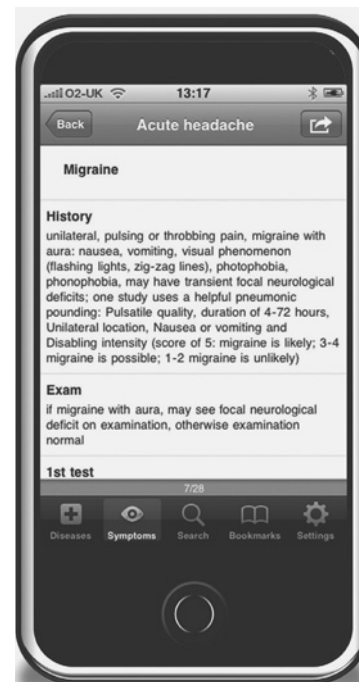 O2-UK 13:17
Back Acute headache
Migraine
History
unilateral, pulsing or throbbing pain, migraine with
aura: nausea, vomiting, visual phenomenon
(flashing lights, zig-zag lines), photophobia,
phonophobia, may have transient focal neurological
deficits; one study uses a helpful pneumonic
pounding: Pulsatile quality, duration of 4-72 hours,
Unilateral location, Nausea or vomiting and
Disabling intensity (score of 5: migraine is likely; 3-4
migraine is possible; 1-2 migraine is unlikely)
Exam
if migraine with aura, may see focal neurological
deficit on examination, otherwise examination
normal
1st test
7/28
Diseases Symptoms Search Bookmarks Settings